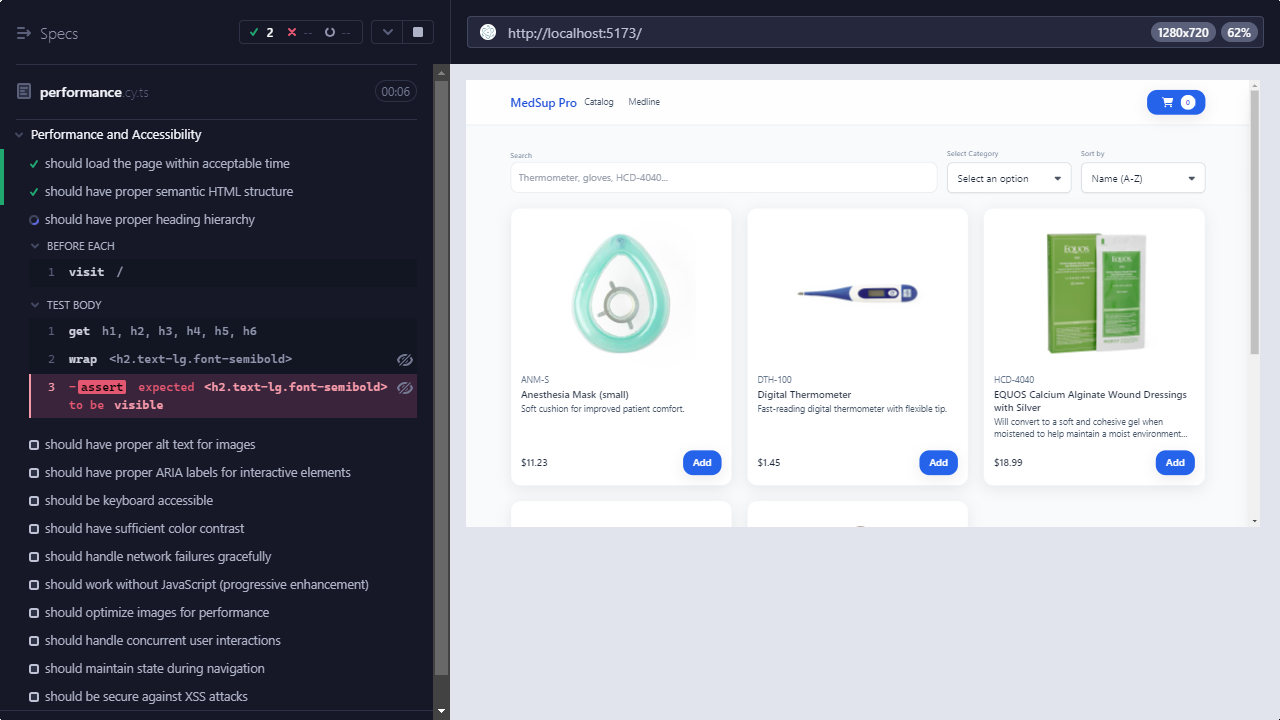 Specs
2
--
--
performance.cy.ts
00:06
Performance and Accessibility
should load the page within acceptable time
should have proper semantic HTML structure
should have proper heading hierarchy
BEFORE EACH
1 visit /
TEST BODY
1 get h1, h2, h3, h4, h5, h6
2 wrap <h2.text-lg.font-semibold>
3 -assert expected <h2.text-lg.font-semibold>
to be visible
should have proper alt text for images
should have proper ARIA labels for interactive elements
should be keyboard accessible
should have sufficient color contrast
should handle network failures gracefully
should work without JavaScript (progressive enhancement)
should optimize images for performance
should handle concurrent user interactions
should maintain state during navigation
should be secure against XSS attacks
http://localhost:5173/
1280x720
62%
MedSup Pro Catalog Medline
0
Search
Thermometer, gloves, HCD-4040...
Select Category
Select an option
Sort by
Name (A-Z)
ANM-S
Anesthesia Mask (small)
Soft cushion for improved patient comfort.
$11.23
Add
DTH-100
Digital Thermometer
Fast-reading digital thermometer with flexible tip.
$1.45
Add
EQUOS
EQUOS
HCD-4040
EQUOS Calcium Alginate Wound Dressings
with Silver
Will convert to a soft and cohesive gel when
moistened to help maintain a moist environment...
$18.99
Add